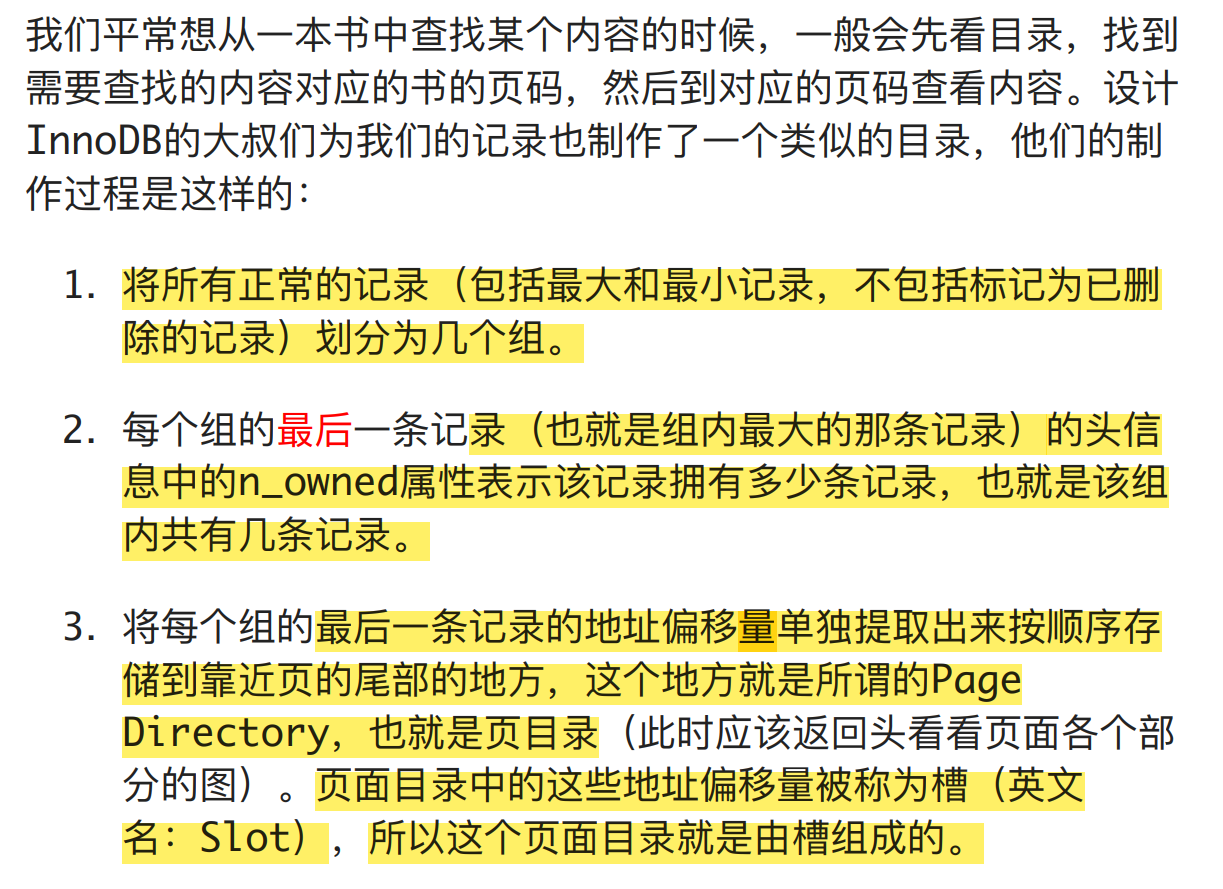 我们平常想从一本书中查找某个内容的时候，一般会先看目录，找到
需要查找的内容对应的书的页码，然后到对应的页码查看内容。设计
InnoDB的大叔们为我们的记录也制作了一个类似的目录，他们的制
作过程是这样的：
1. 将所有正常的记录（包括最大和最小记录，不包括标记为已删
除的记录）划分为几个组。
2. 每个组的最后一条记录（也就是组内最大的那条记录）的头信
息中的n_owned属性表示该记录拥有多少条记录，也就是该组
内共有几条记录。
3. 将每个组的最后一条记录的地址偏移量单独提取出来按顺序存
储到靠近页的尾部的地方，这个地方就是所谓的Page
Directory，也就是页目录（此时应该返回头看看页面各个部
分的图）。页面目录中的这些地址偏移量被称为槽（英文
名：Slot），所以这个页面目录就是由槽组成的。